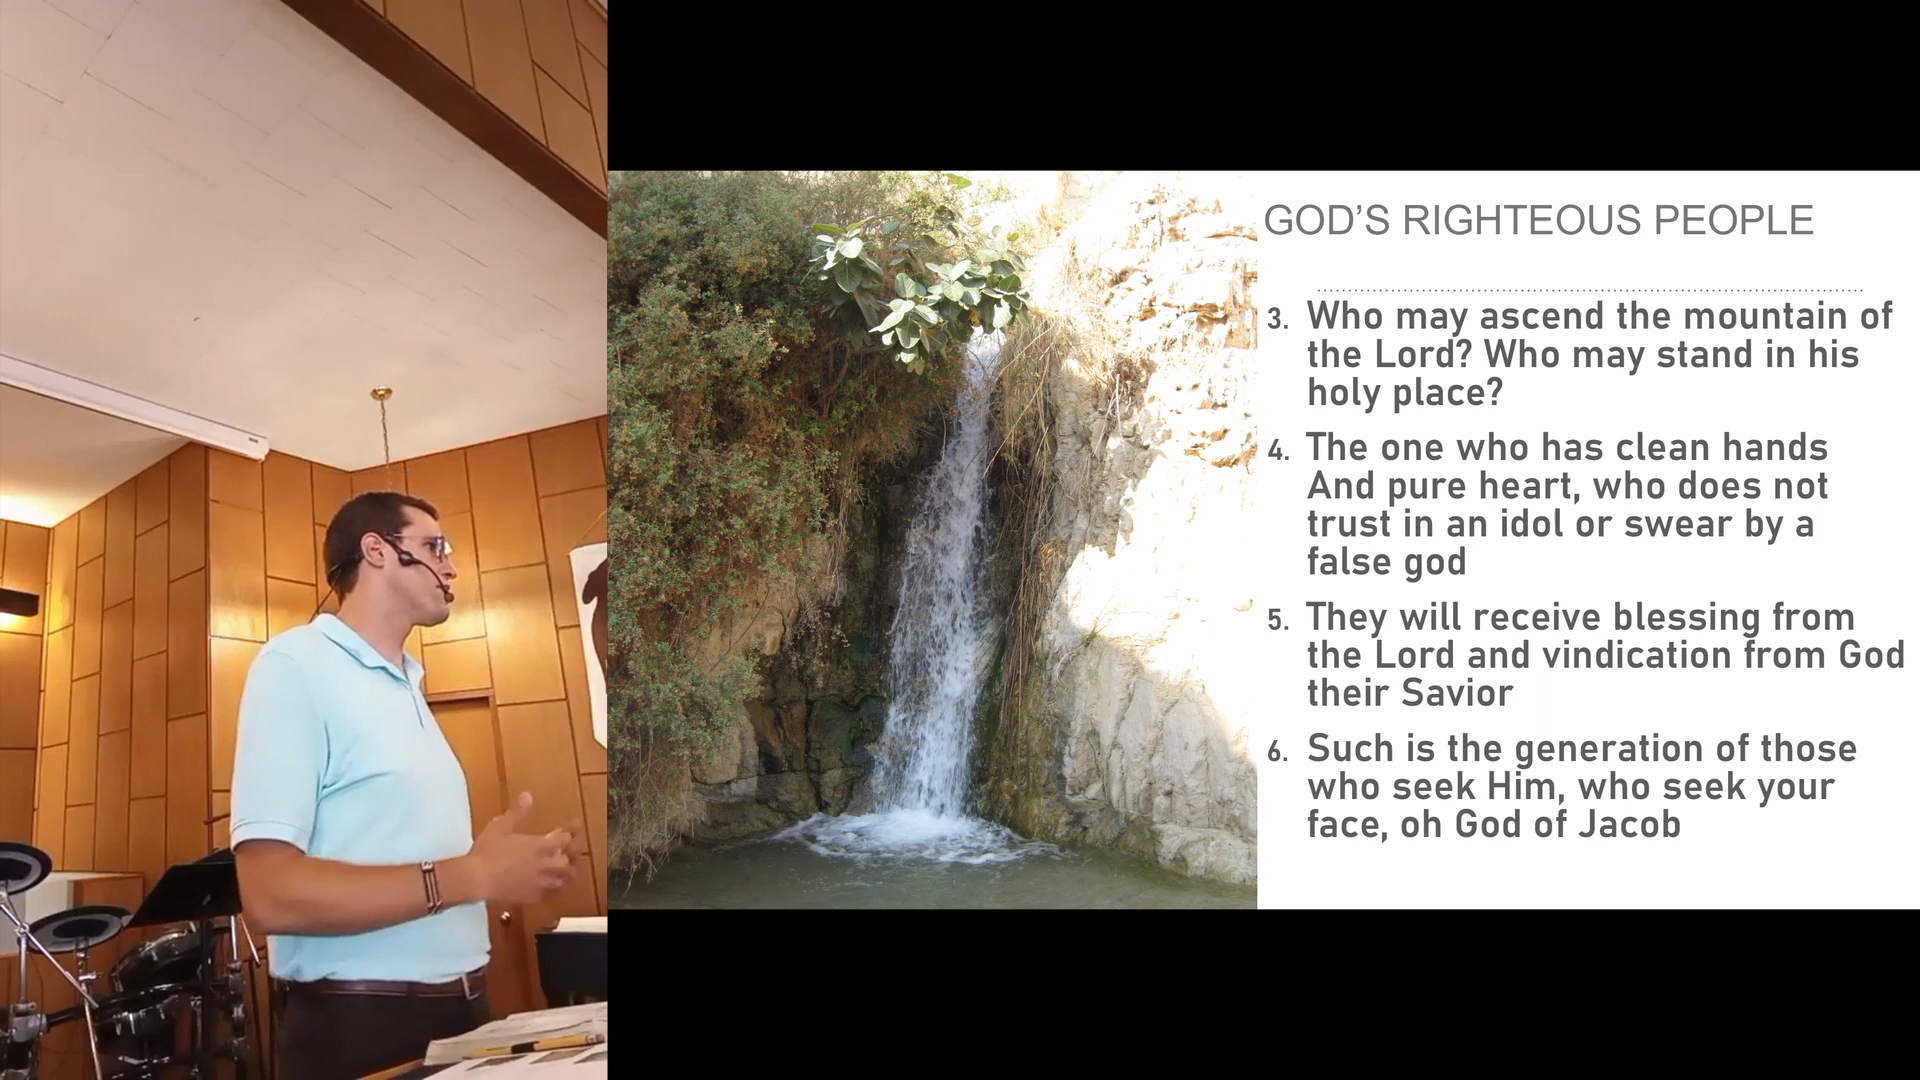 GOD'S RIGHTEOUS PEOPLE
3. Who may ascend the mountain of
the Lord? Who may stand in his
holy place?
4. The one who has clean hands
And pure heart, who does not
trust in an idol or swear by a
false god
5. They will receive blessing from
the Lord and vindication from God
their Savior
6. Such is the generation of those
who seek Him, who seek your
face, oh God of Jacob